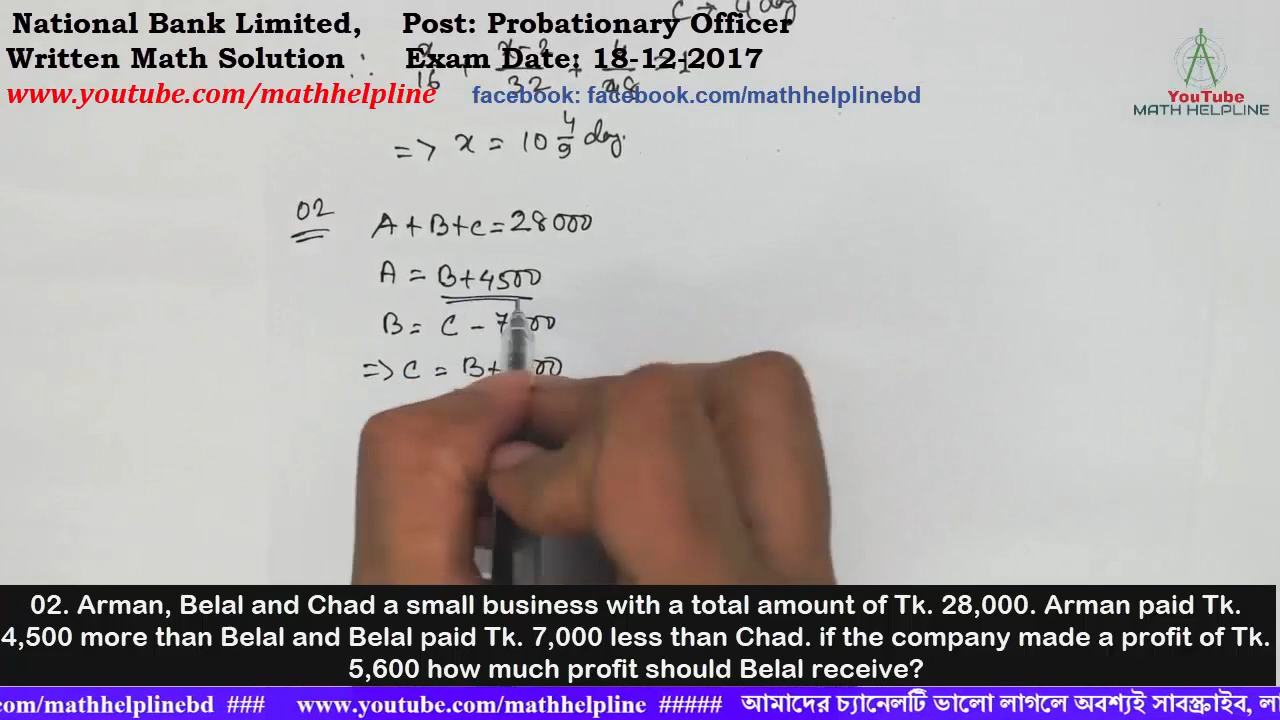 National Bank Limited, Post: Probationary Officer
Written Math Solution Exam Date: 18-12-2017
www.youtube.com/mathhelpline facebook: facebook.com/mathhelplinebd
YouTube
MATH HELPLINE
=> x = 10 4/9 day.
02 A + B + C = 28000
A = B + 4500
B = C - 7000
=> C = B +
02. Arman, Belal and Chad a small business with a total amount of Tk. 28,000. Arman paid Tk.
4,500 more than Belal and Belal paid Tk. 7,000 less than Chad. if the company made a profit of Tk.
5,600 how much profit should Belal receive?
om/mathhelplinebd ### www.youtube.com/mathhelpline ##### আমাদের চ্যানেলটি ভালো লাগলে অবশ্যই সাবস্ক্রাইব, লা